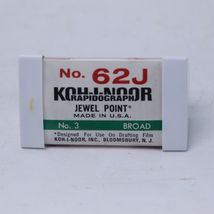 No. 62J
KOH-I-NOOR
RAPIDOGRAPH
JEWEL POINT*
MADE IN U.S.A.
No. 3 BROAD
*Designed For Use On Drafting Film
KOH-I-NOOR, INC., BLOOMSBURY, N. J.